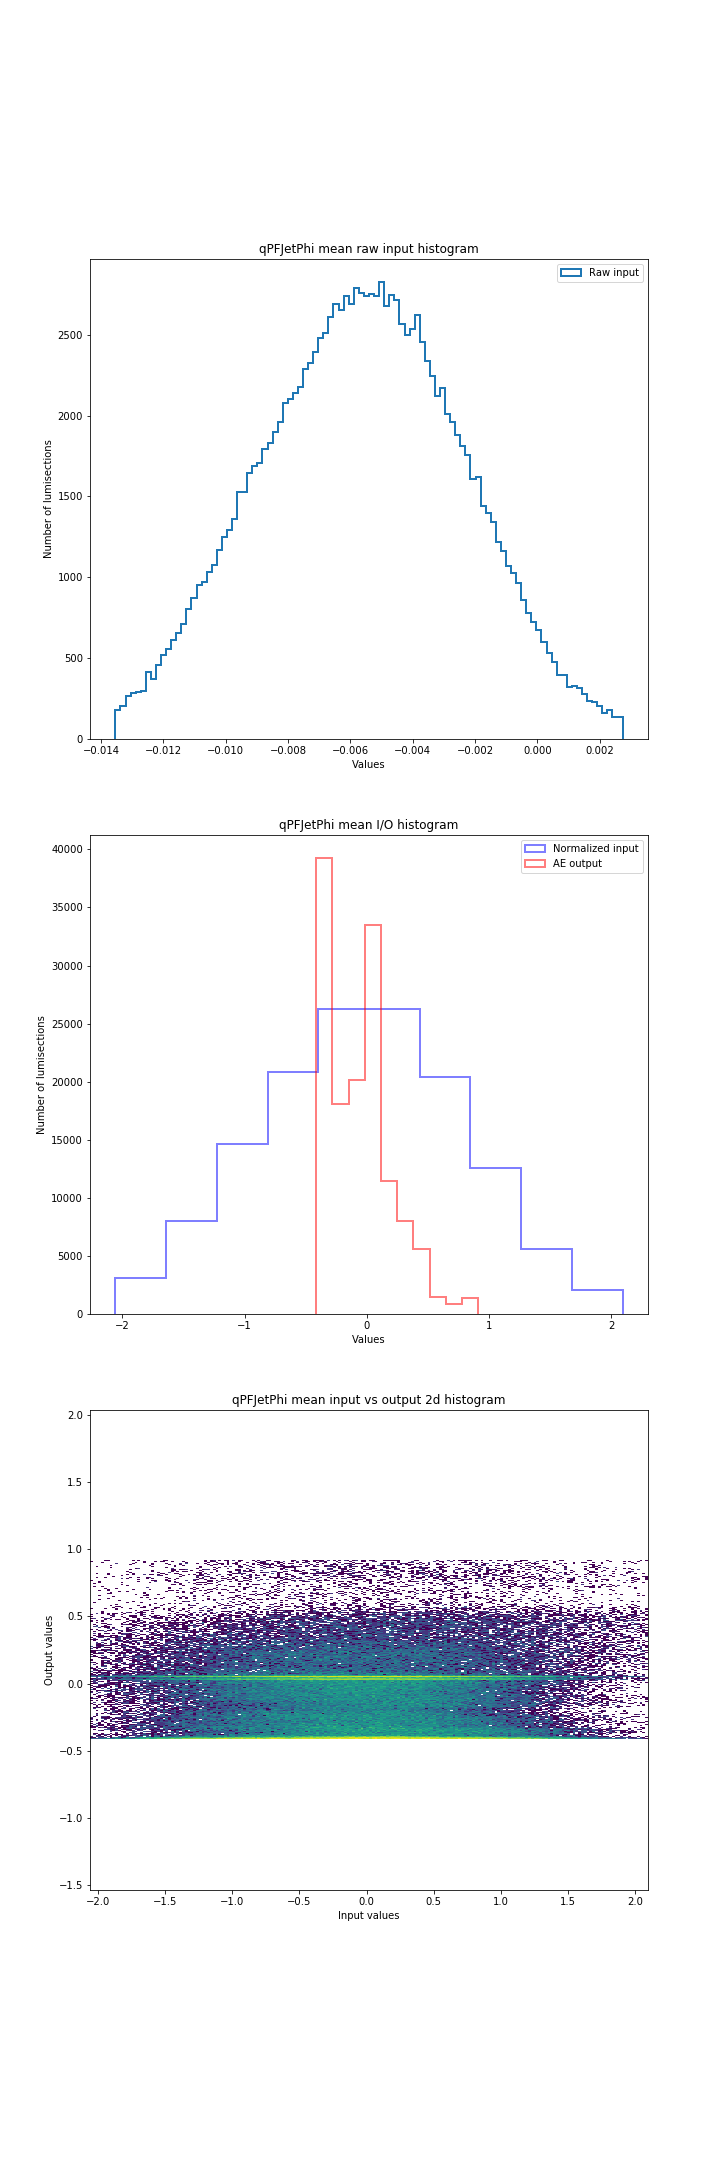 qPFJetPhi mean raw input histogram
Raw input
2500
2000
1500
1000
500
0
Number of lumisections
−0.014 −0.012 −0.010 −0.008 −0.006 −0.004 −0.002 0.000 0.002
Values
qPFJetPhi mean I/O histogram
Normalized input
AE output
40000
35000
30000
25000
20000
15000
10000
5000
0
Number of lumisections
−2 −1 0 1 2
Values
qPFJetPhi mean input vs output 2d histogram
2.0
1.5
1.0
0.5
0.0
−0.5
−1.0
−1.5
Output values
−2.0 −1.5 −1.0 −0.5 0.0 0.5 1.0 1.5 2.0
Input values